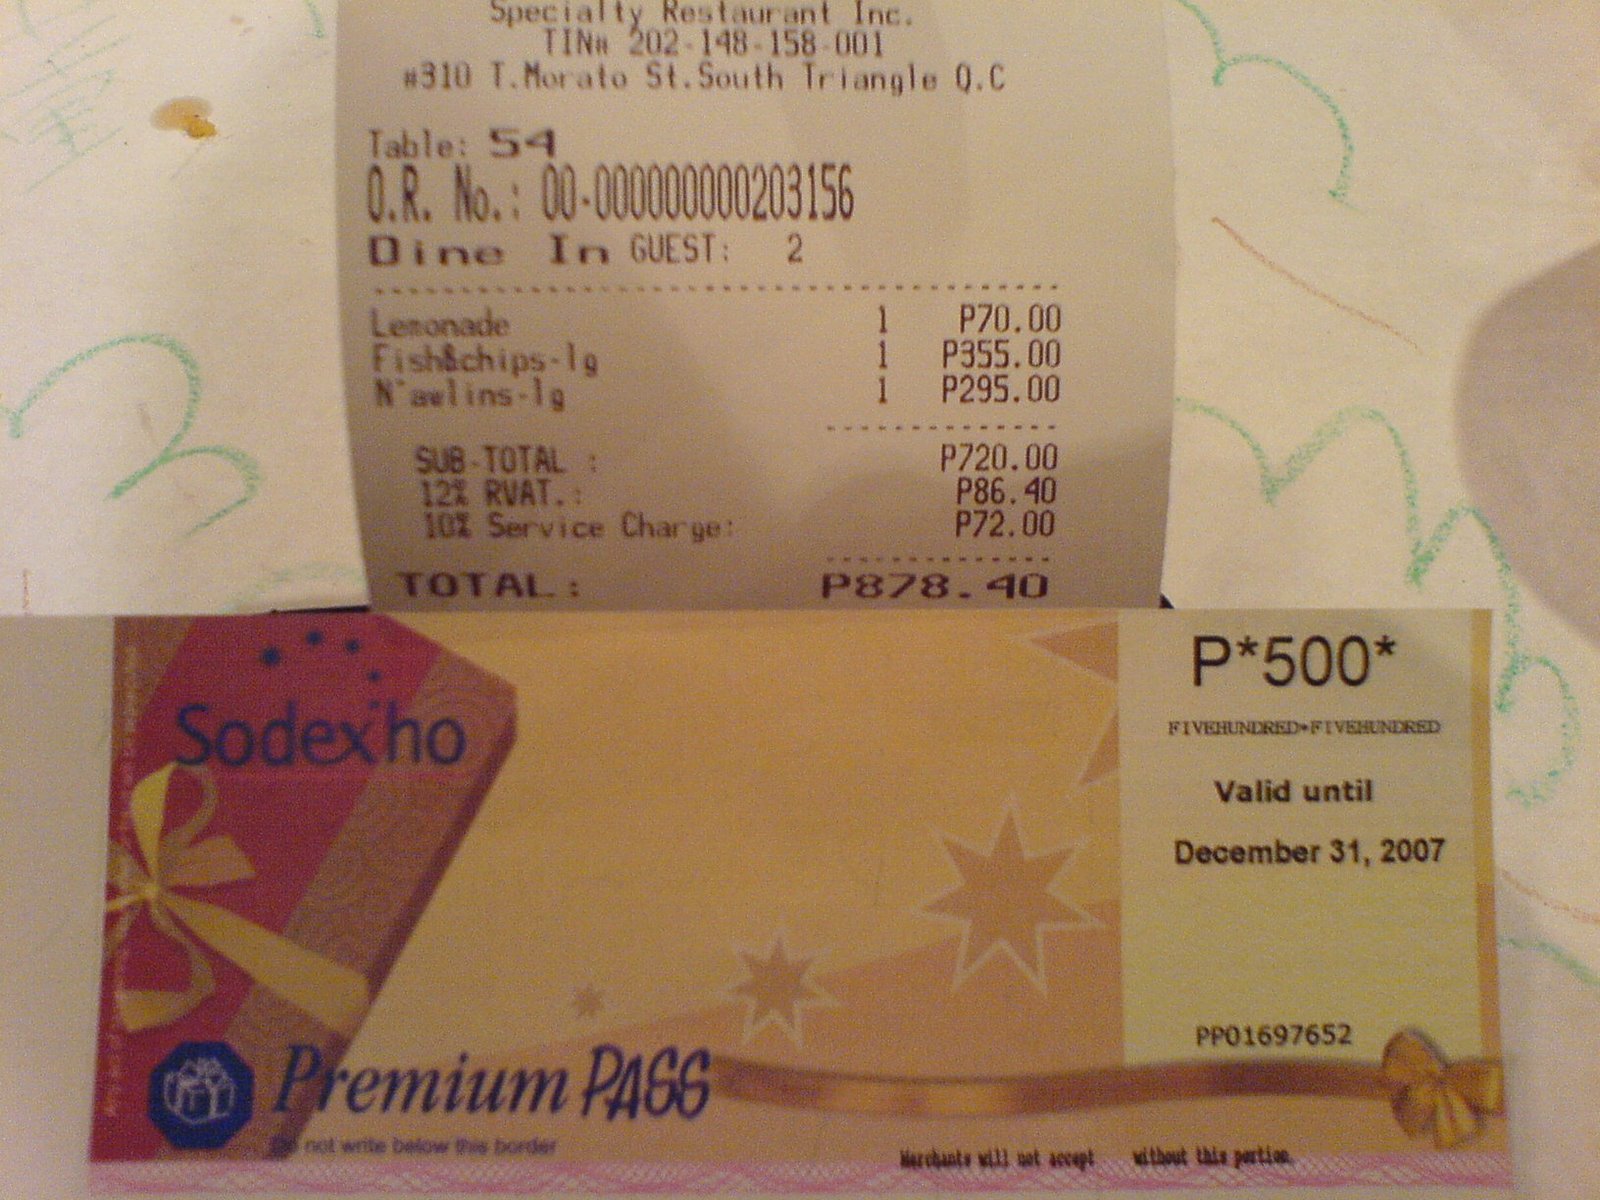 Specialty Restaurant Inc.
TIN# 202-148-158-001
#310 T.Morato St.South Triangle Q.C
Table: 54
O.R. No.: 00-000000000203156
Dine In GUEST: 2
Lemonade 1 P70.00
Fish&chips-lg 1 P355.00
N'awlins-lg 1 P295.00
SUB-TOTAL : P720.00
12% RVAT.: P86.40
10% Service Charge: P72.00
TOTAL: P878.40
Sodex'ho
P*500*
FIVEHUNDRED*FIVEHUNDRED
Valid until
December 31, 2007
PP01697652
Premium PASS
Do not write below this border
Merchants will not accept without this portion.